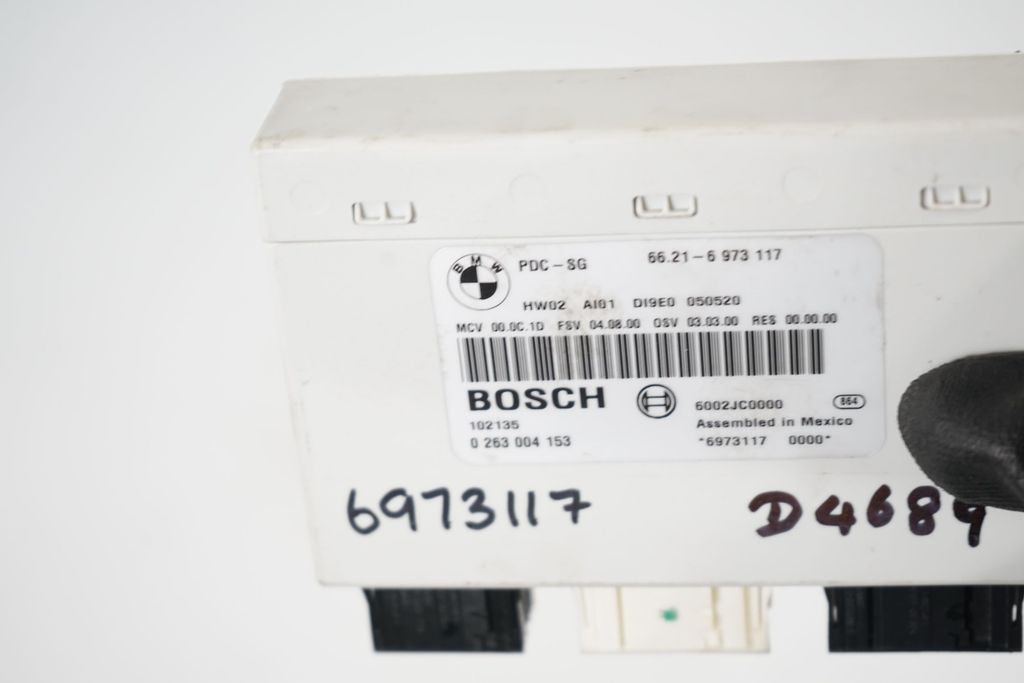 BMW PDC-SG 66.21-6 973 117
HW02 AI01 DI9E0 050520
MCV 00.0C.1D FSV 04.08.00 OSV 03.03.00 RES 00.00.00
BOSCH 6002JC0000 864
102135 Assembled in Mexico
0 263 004 153 *6973117 0000*
6973117 D4689